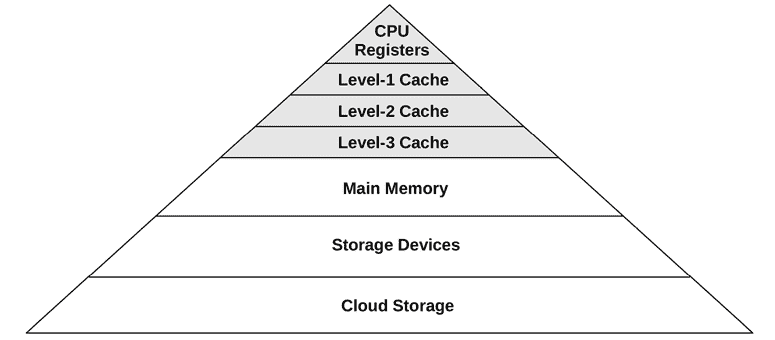 CPU
Registers
Level-1 Cache
Level-2 Cache
Level-3 Cache
Main Memory
Storage Devices
Cloud Storage